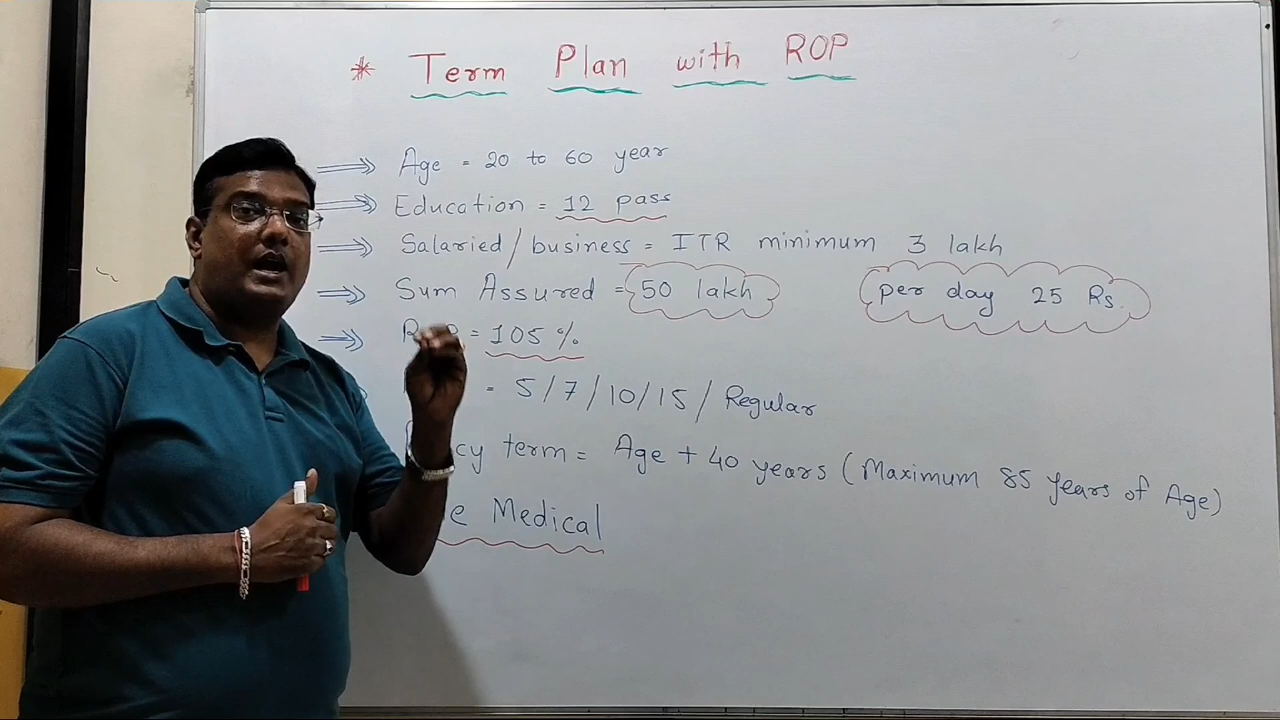 * Term Plan with ROP
Age = 20 to 60 year
Education = 12 pass
Salaried/business = ITR minimum 3 lakh
Sum Assured = 50 lakh per day 25 Rs.
= 105 %
= 5/7/10/15/Regular
term = Age + 40 years (Maximum 85 years of Age)
Medical